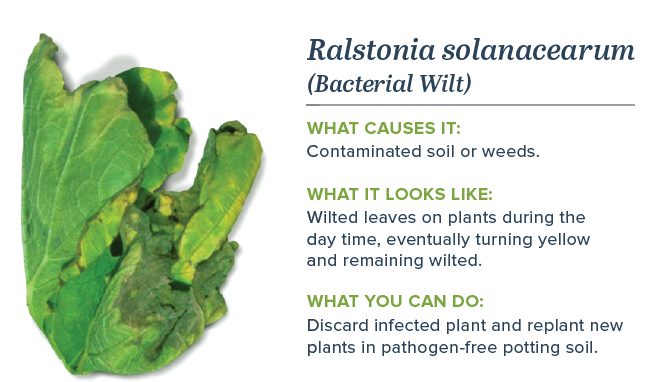 Ralstonia solanacearum
(Bacterial Wilt)
WHAT CAUSES IT:
Contaminated soil or weeds.
WHAT IT LOOKS LIKE:
Wilted leaves on plants during the
day time, eventually turning yellow
and remaining wilted.
WHAT YOU CAN DO:
Discard infected plant and replant new
plants in pathogen-free potting soil.